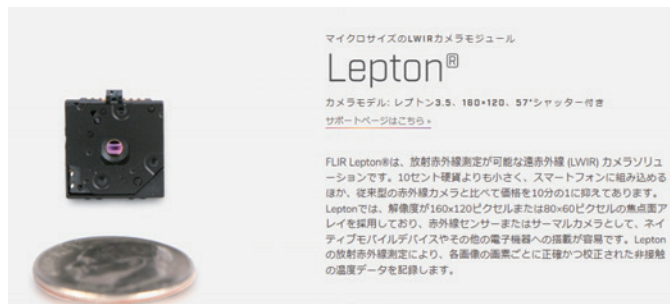 マイクロサイズのLWIRカメラモジュール
Lepton®
カメラモデル: レプトン3.5、160×120、57°シャッター付き
サポートページはこちら »
FLIR Lepton®は、放射赤外線測定が可能な遠赤外線 (LWIR) カメラソリュ
ーションです。10セント硬貨よりも小さく、スマートフォンに組み込める
ほか、従来型の赤外線カメラと比べて価格を10分の1に抑えてあります。
Leptonでは、解像度が160x120ピクセルまたは80×60ピクセルの焦点面ア
レイを採用しており、赤外線センサーまたはサーマルカメラとして、ネイ
ティブモバイルデバイスやその他の電子機器への搭載が容易です。Lepton
の放射赤外線測定により、各画像の画素ごとに正確かつ校正された非接触
の温度データを記録します。